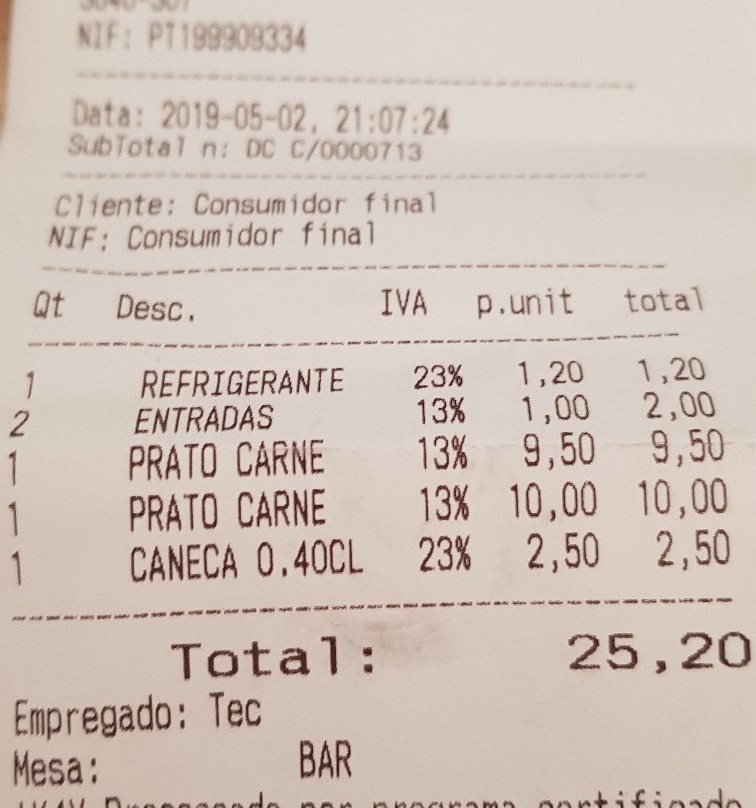 NIF: PT199909334
Data: 2019-05-02, 21:07:24
SubTotal n: DC C/0000713
Cliente: Consumidor final
NIF: Consumidor final
Qt Desc. IVA p.unit total
1 REFRIGERANTE 23% 1,20 1,20
2 ENTRADAS 13% 1,00 2,00
1 PRATO CARNE 13% 9,50 9,50
1 PRATO CARNE 13% 10,00 10,00
1 CANECA 0.40CL 23% 2,50 2,50
Total: 25,20
Empregado: Tec
Mesa: BAR
por programa certificado